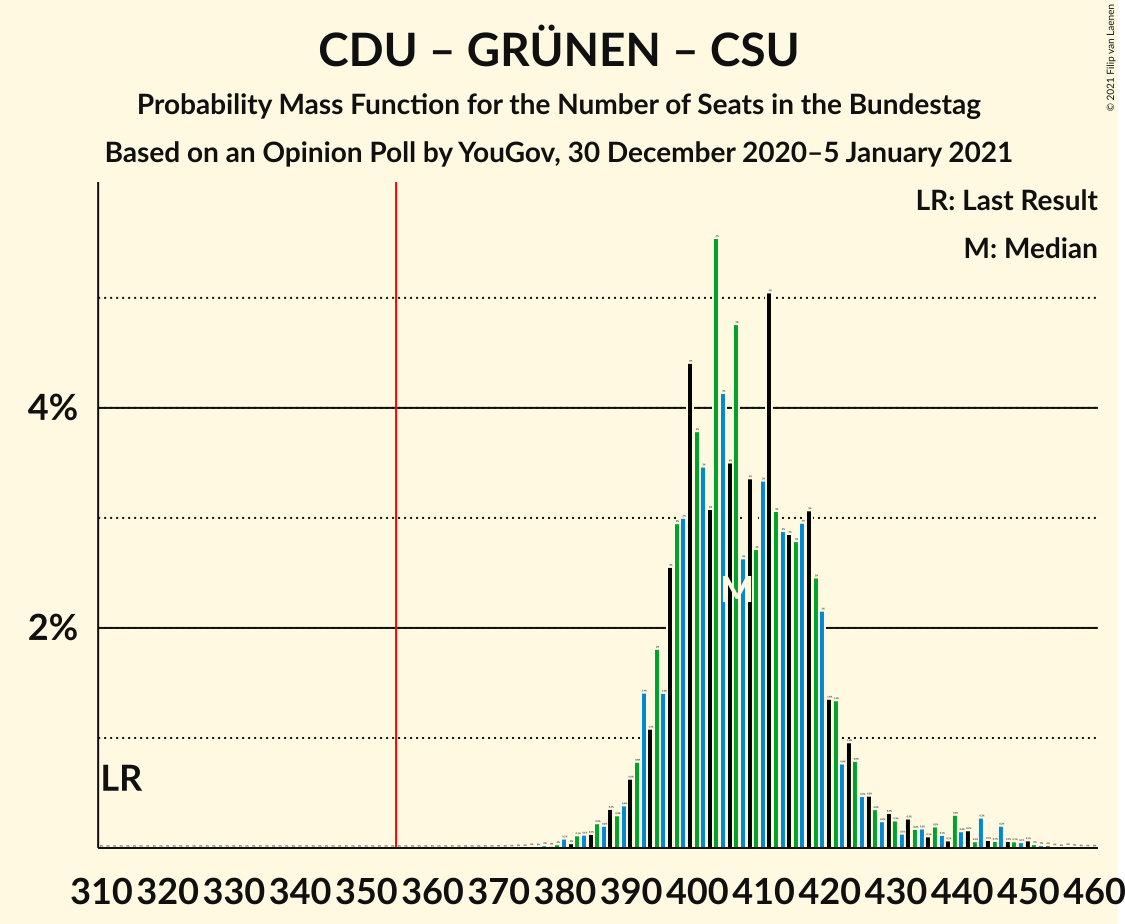 CDU – GRÜNEN – CSU
Probability Mass Function for the Number of Seats in the Bundestag
Based on an Opinion Poll by YouGov, 30 December 2020–5 January 2021
© 2021 Filip van Laenen
LR: Last Result
M: Median
4%
2%
M
LR
310 320 330 340 350 360 370 380 390 400 410 420 430 440 450 460